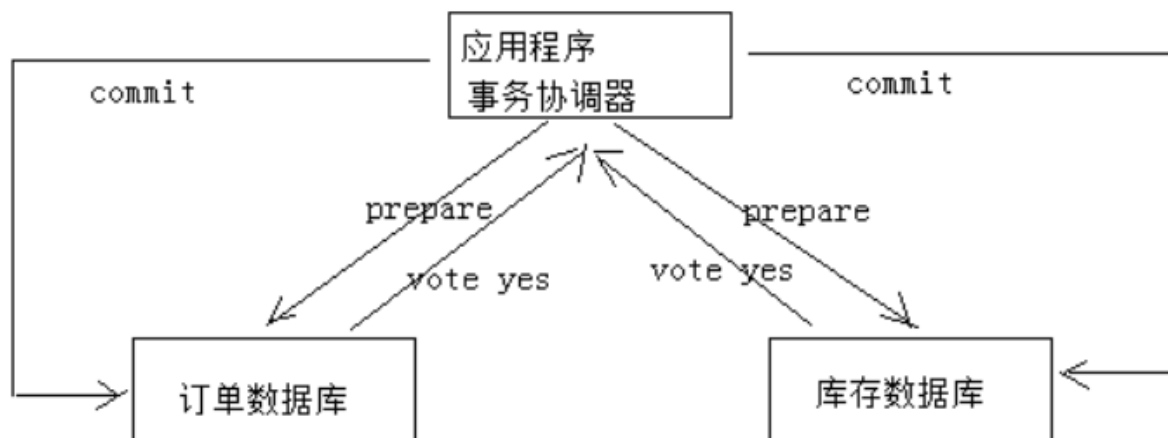 应用程序
事务协调器
commit
commit
prepare
prepare
vote yes
vote yes
订单数据库
库存数据库